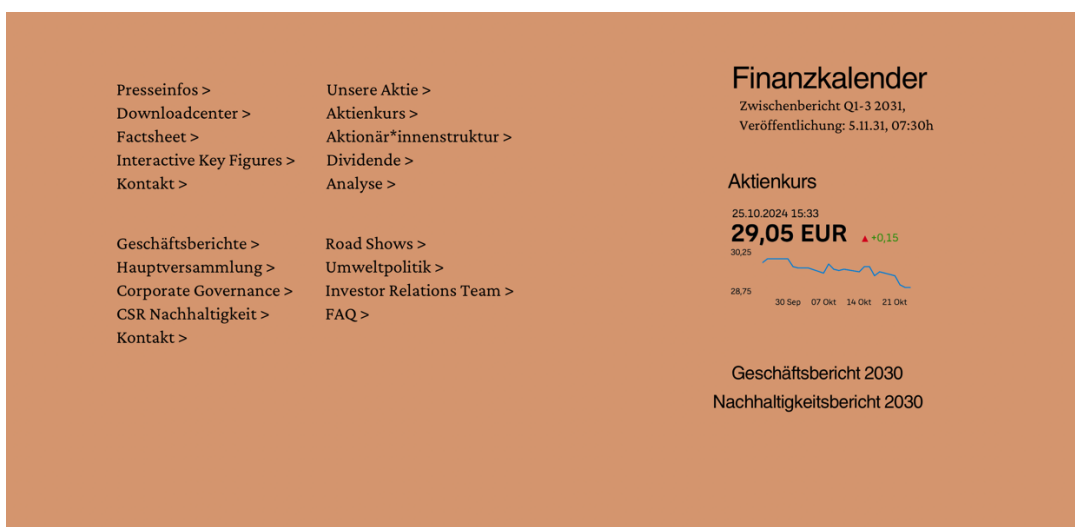 Presseinfos >
Downloadcenter >
Factsheet >
Interactive Key Figures >
Kontakt >
Unsere Aktie >
Aktienkurs >
Aktionär*innenstruktur >
Dividende >
Analyse >
Geschäftsberichte >
Hauptversammlung >
Corporate Governance >
CSR Nachhaltigkeit >
Kontakt >
Road Shows >
Umweltpolitik >
Investor Relations Team >
FAQ >
Finanzkalender
Zwischenbericht Q1-3 2031,
Veröffentlichung: 5.11.31, 07:30h
Aktienkurs
25.10.2024 15:33
29,05 EUR ▲ +0,15
30,25
28,75
30 Sep 07 Okt 14 Okt 21 Okt
Geschäftsbericht 2030
Nachhaltigkeitsbericht 2030